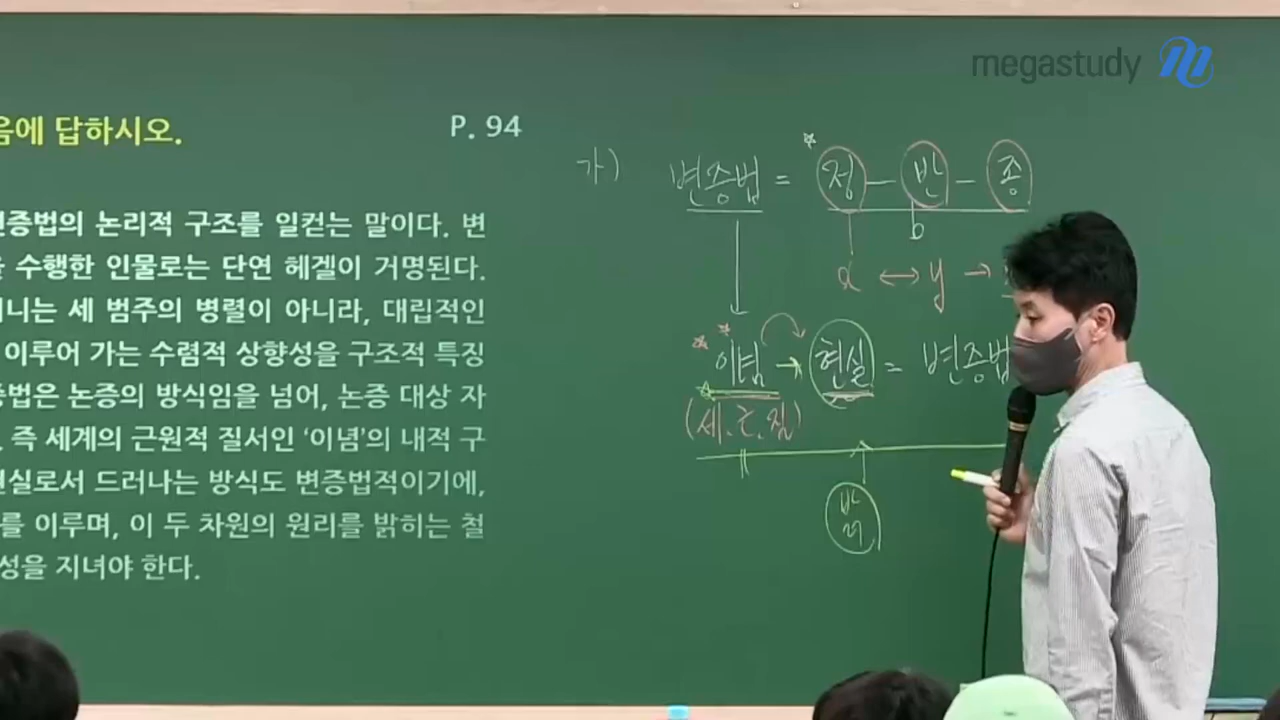 megastudy
음에 답하시오. P. 94
변증법의 논리적 구조를 일컫는 말이다. 변
을 수행한 인물로는 단연 헤겔이 거명된다.
니는 세 범주의 병렬이 아니라, 대립적인
이루어 가는 수렴적 상향성을 구조적 특징
증법은 논증의 방식임을 넘어, 논증 대상 자
즉 세계의 근원적 질서인 '이념'의 내적 구
현실로서 드러나는 방식도 변증법적이기에,
를 이루며, 이 두 차원의 원리를 밝히는 철
성을 지녀야 한다.
가) 변증법 = 정 - 반 - 종
b
↔ y →
이념 → 현실 = 변증법
(세.근.질)